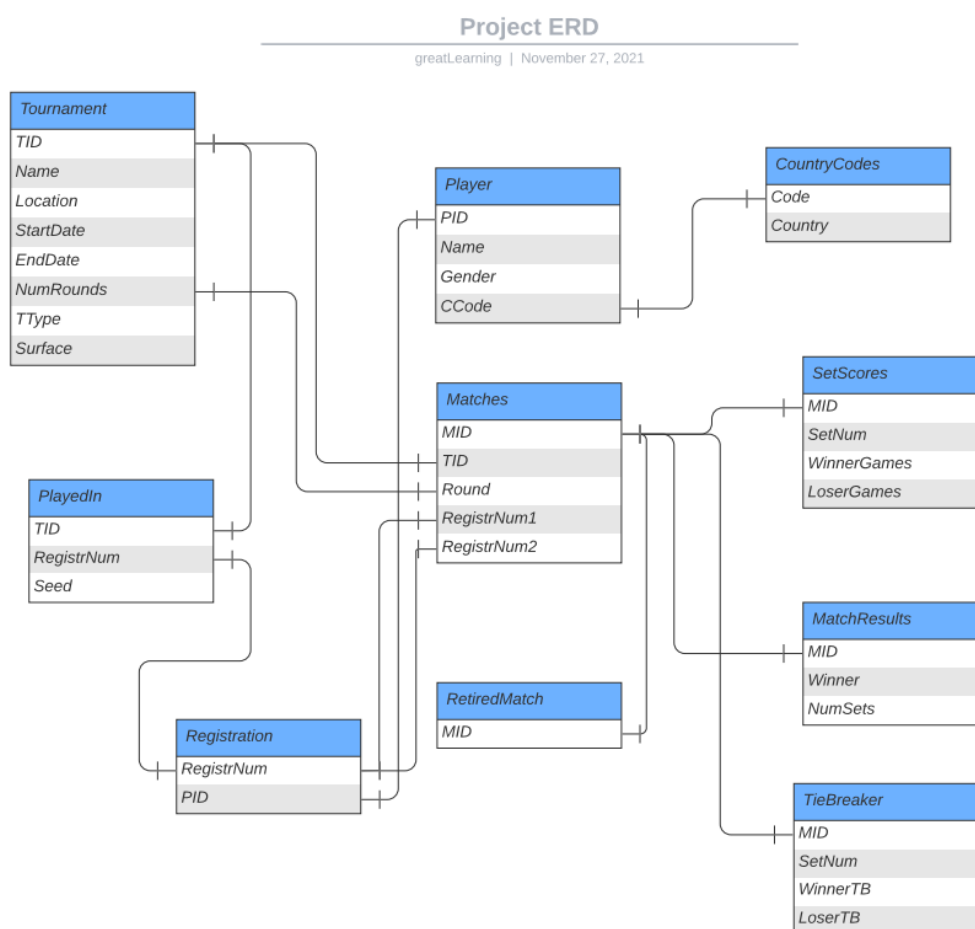 Project ERD
greatLearning | November 27, 2021
Tournament
TID
Name
Location
StartDate
EndDate
NumRounds
TType
Surface
Player
PID
Name
Gender
CCode
CountryCodes
Code
Country
Matches
MID
TID
Round
RegistrNum1
RegistrNum2
SetScores
MID
SetNum
WinnerGames
LoserGames
PlayedIn
TID
RegistrNum
Seed
MatchResults
MID
Winner
NumSets
RetiredMatch
MID
Registration
RegistrNum
PID
TieBreaker
MID
SetNum
WinnerTB
LoserTB